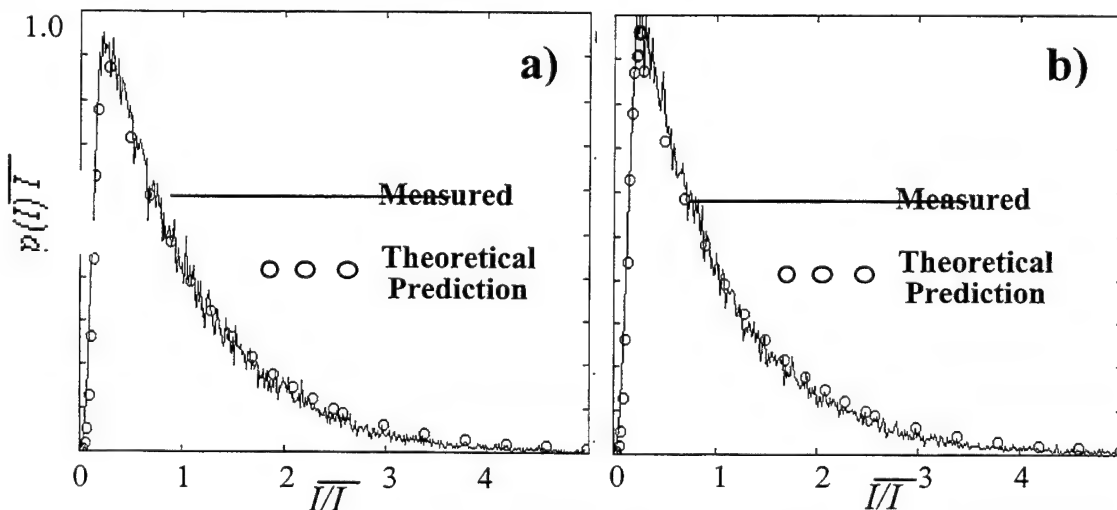 1.0
a)
p(I) I
Measured
Theoretical
Prediction
0 1 2 3 4
I/I
b)
Measured
Theoretical
Prediction
0 1 2 3 4
I/I